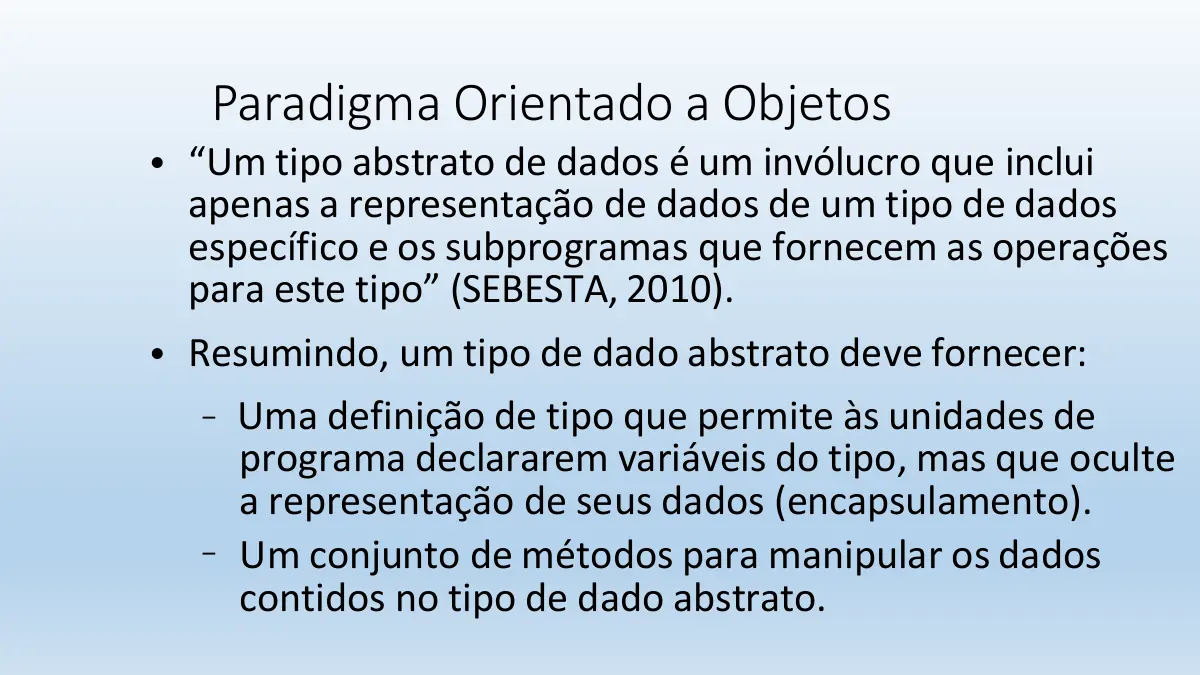 Paradigma Orientado a Objetos
• “Um tipo abstrato de dados é um invólucro que inclui
apenas a representação de dados de um tipo de dados
específico e os subprogramas que fornecem as operações
para este tipo” (SEBESTA, 2010).
• Resumindo, um tipo de dado abstrato deve fornecer:
– Uma definição de tipo que permite às unidades de
programa declararem variáveis do tipo, mas que oculte
a representação de seus dados (encapsulamento).
– Um conjunto de métodos para manipular os dados
contidos no tipo de dado abstrato.